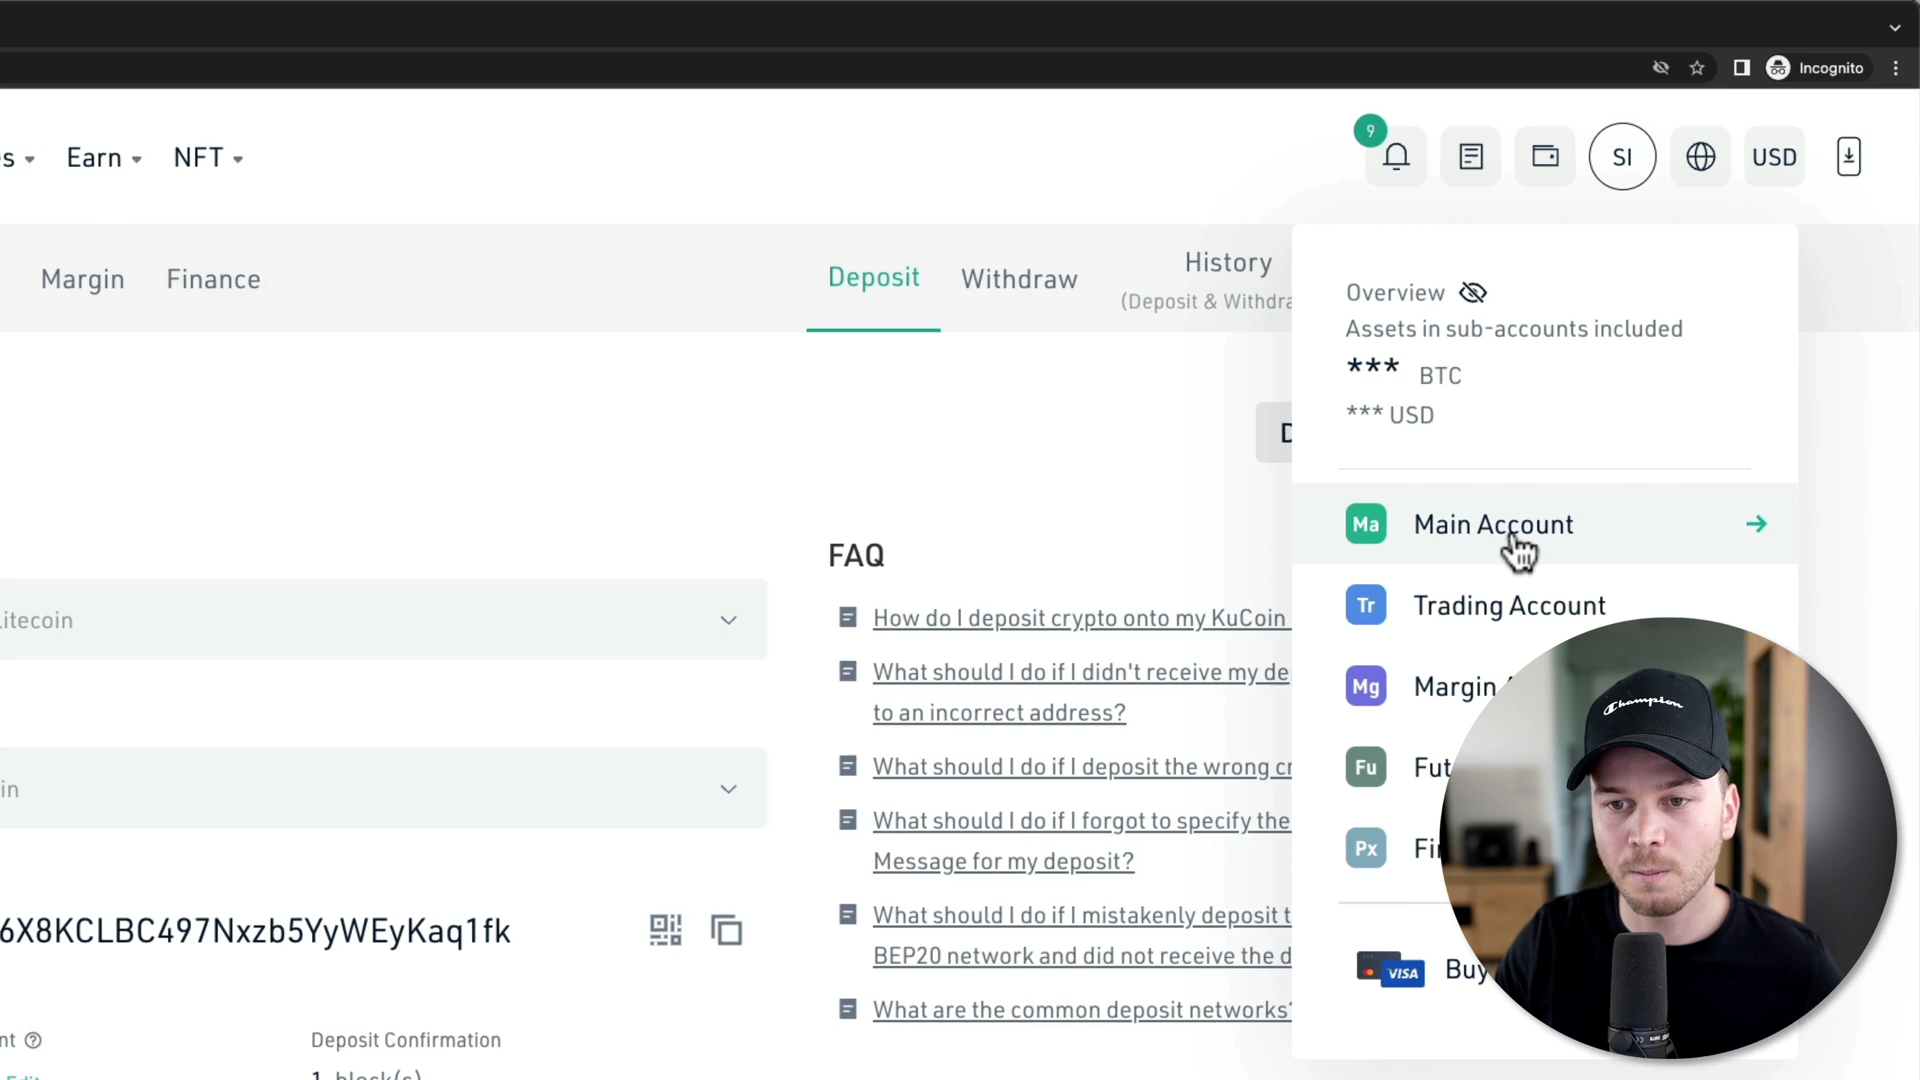 Incognito
Earn
NFT
9
SI
USD
Margin
Finance
Deposit
Withdraw
History
(Deposit & Withdra
Overview
Assets in sub-accounts included
*** BTC
*** USD
Ma Main Account
Tr Trading Account
Mg Margin
Fu Fut
Px Fi
VISA Buy
FAQ
How do I deposit crypto onto my KuCoin
What should I do if I didn't receive my de
to an incorrect address?
What should I do if I deposit the wrong cr
What should I do if I forgot to specify the
Message for my deposit?
What should I do if I mistakenly deposit t
BEP20 network and did not receive the d
What are the common deposit networks?
itecoin
in
6X8KCLBC497Nxzb5YyWEyKaq1fk
nt
Deposit Confirmation
Edit
1 block(s)
Champion